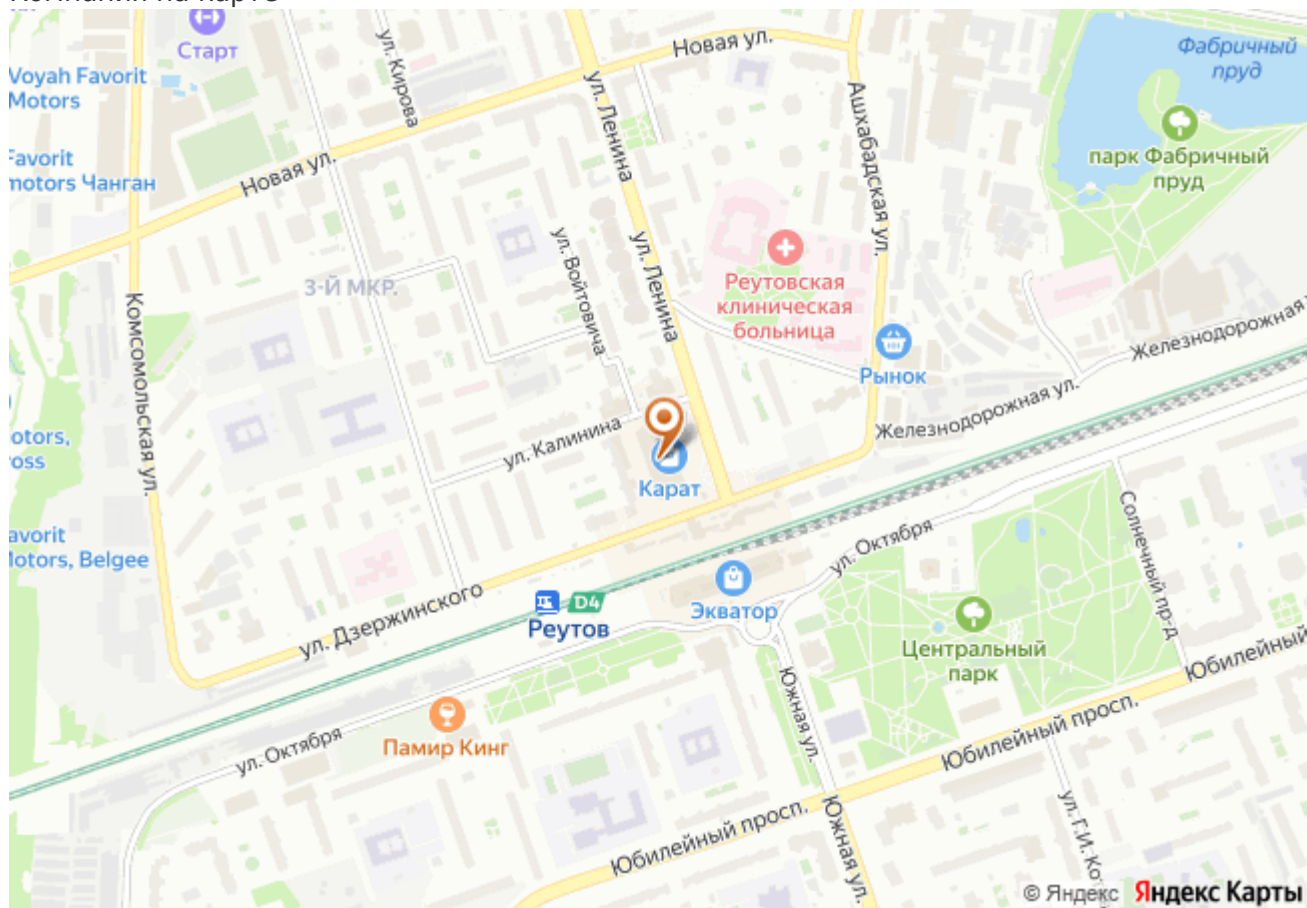 Старт
ул. Кирова
Новая ул.
Фабричный
пруд
Voyah Favorit
Motors
ул. Ленина
Ашхабадская ул.
парк Фабричный
пруд
Favorit
motors Чанган
Новая ул.
ул. Войтовича
ул. Ленина
Реутовская
клиническая
больница
3-Й МКР.
Комсомольская ул.
Рынок
Железнодорожная
Железнодорожная ул.
otors,
oss
ул. Калинина
Карат
avorit
Motors, Belgee
ул. Октября
Солнечный пр-д
ул. Дзержинского
D4
Реутов
Экватор
Центральный
парк
Юбилейный
Южная ул.
Памир Кинг
ул. Октября
Юбилейный просп.
Юбилейный просп.
Южная ул.
ул. Г.И. Ко
© Яндекс Яндекс Карты